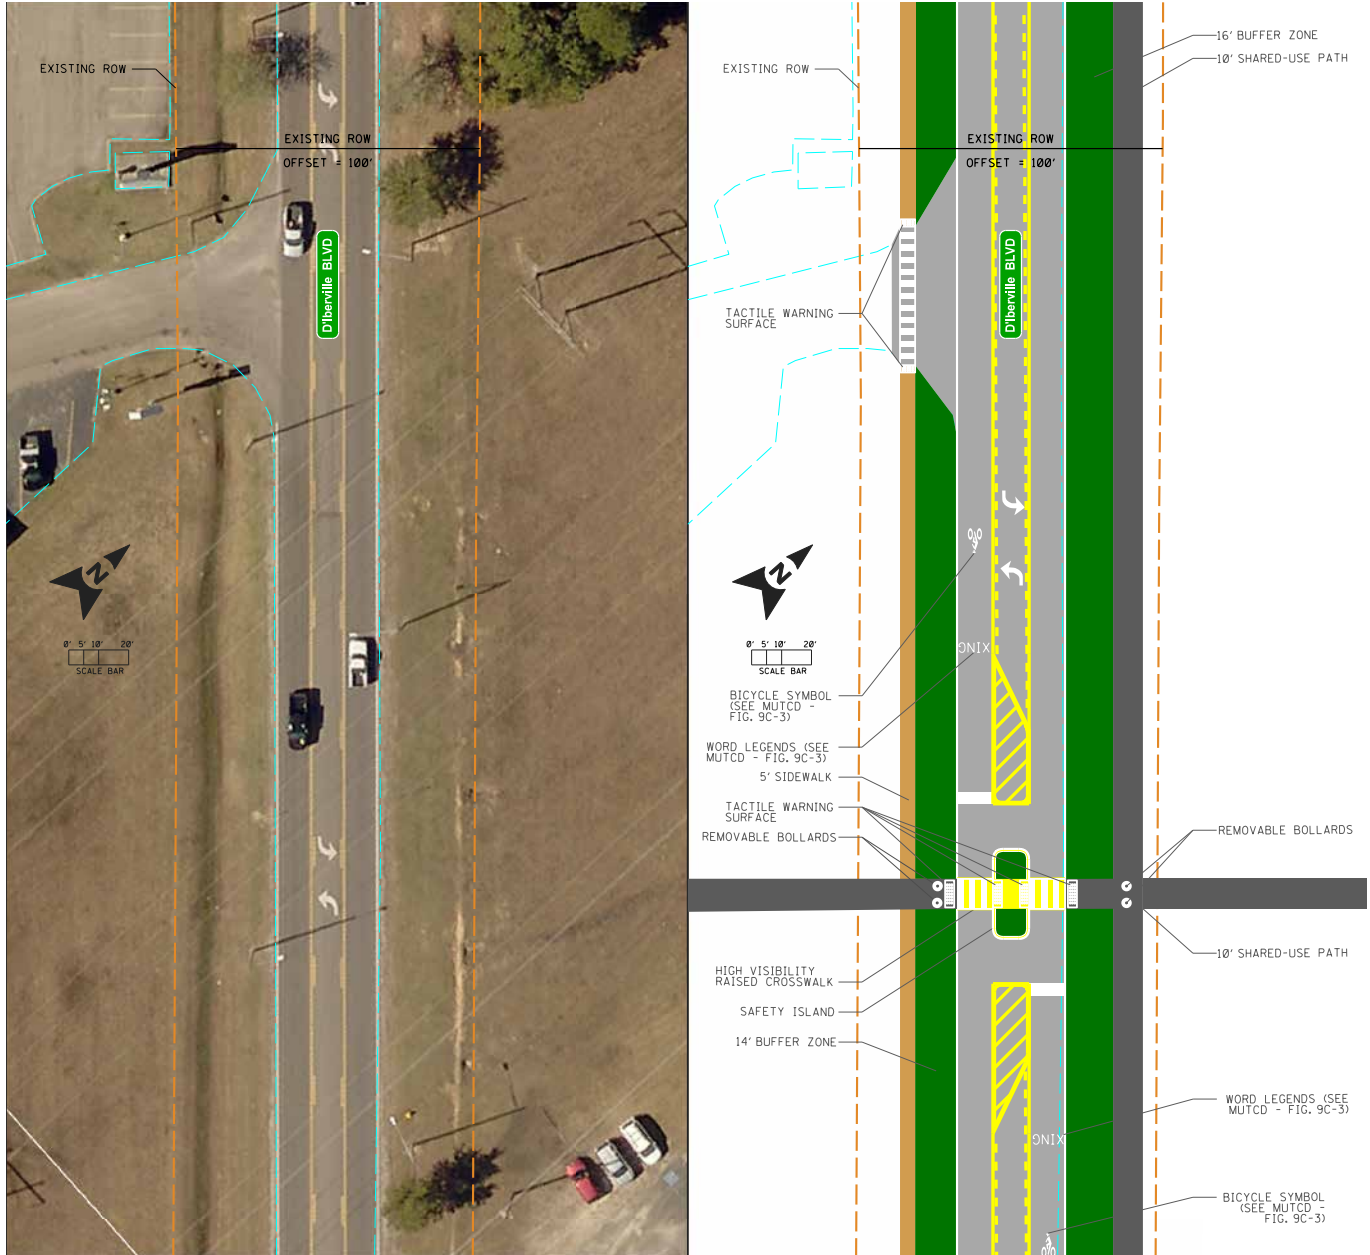 EXISTING ROW
EXISTING ROW
OFFSET = 100'
D'Iberville BLVD
N
0' 5' 10' 20'
SCALE BAR
16' BUFFER ZONE
10' SHARED-USE PATH
EXISTING ROW
EXISTING ROW
OFFSET = 100'
D'Iberville BLVD
TACTILE WARNING
SURFACE
N
0' 5' 10' 20'
SCALE BAR
XING
BICYCLE SYMBOL
(SEE MUTCD -
FIG. 9C-3)
WORD LEGENDS (SEE
MUTCD - FIG. 9C-3)
5' SIDEWALK
TACTILE WARNING
SURFACE
REMOVABLE BOLLARDS
REMOVABLE BOLLARDS
10' SHARED-USE PATH
HIGH VISIBILITY
RAISED CROSSWALK
SAFETY ISLAND
14' BUFFER ZONE
WORD LEGENDS (SEE
MUTCD - FIG. 9C-3)
XING
BICYCLE SYMBOL
(SEE MUTCD -
FIG. 9C-3)